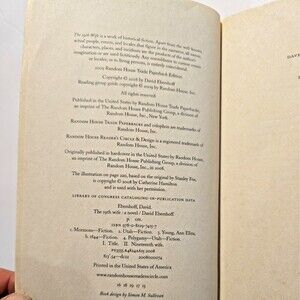 The 19th Wife is a work of historical fiction. Apart from the well-known
actual people, events, and locales that figure in the narrative, all names,
characters, places, and incidents are the products of the author's
imagination or are used fictitiously. Any resemblance to current events
or locales, or to living persons, is entirely coincidental.
2009 Random House Trade Paperback Edition
Copyright © 2008 by David Ebershoff
Reading group guide copyright © 2009 by Random House, Inc.
All rights reserved.
Published in the United States by Random House Trade Paperbacks,
an imprint of The Random House Publishing Group, a division of
Random House, Inc., New York.
Random House Trade Paperbacks and colophon are trademarks of
Random House, Inc.
Random House Reader's Circle & Design is a registered trademark of
Random House, Inc.
Originally published in hardcover in the United States by Random House,
an imprint of The Random House Publishing Group, a division of
Random House, Inc., in 2008.
The illustration on page
based on the original by Stanley Fox,
is copyright © 2008 by Catherine Hamilton
and is used with her permission.
LIBRARY OF CONGRESS CATALOGING-IN-PUBLICATION DATA
Ebershoff, David.
The 19th wife : a novel / David Ebershoff
p. cm.
ISBN
1. Mormons—Fiction. 2. Utah—Fiction. 3. Young, Ann Eliza,
b. 1844—Fiction. 4. Polygamy—Utah—Fiction.
I. Title. II. Nineteenth wife.
Printed in the United States of America
www.randomhousereaderscircle.com
Book design by Simon M. Sullivan
DAVI